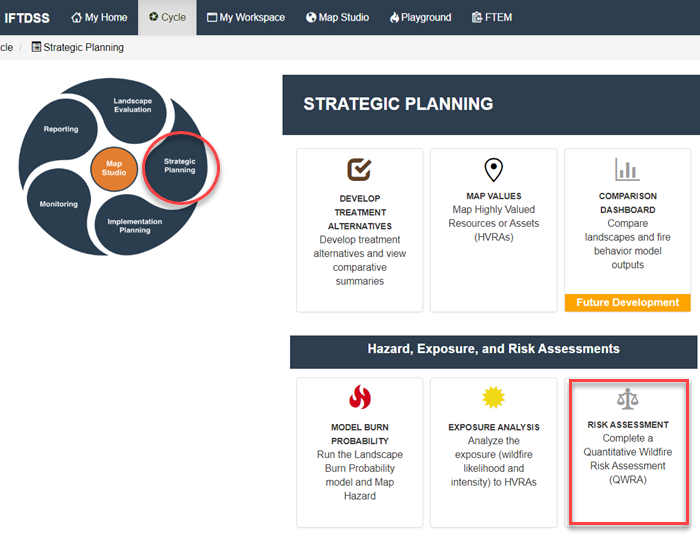 IFTDSS My Home Cycle My Workspace Map Studio Playground FTEM
cle / Strategic Planning
Landscape
Evaluation
Reporting
Map
Studio
Strategic
Planning
Monitoring
Implementation
Planning
STRATEGIC PLANNING
DEVELOP
TREATMENT
ALTERNATIVES
Develop treatment
alternatives and view
comparative
summaries
MAP VALUES
Map Highly Valued
Resources or Assets
(HVRAs)
COMPARISON
DASHBOARD
Compare
landscapes and fire
behavior model
outputs
Future Development
Hazard, Exposure, and Risk Assessments
MODEL BURN
PROBABILITY
Run the Landscape
Burn Probability
model and Map
Hazard
EXPOSURE ANALYSIS
Analyze the
exposure (wildfire
likelihood and
intensity) to HVRAs
RISK ASSESSMENT
Complete a
Quantitative Wildfire
Risk Assessment
(QWRA)